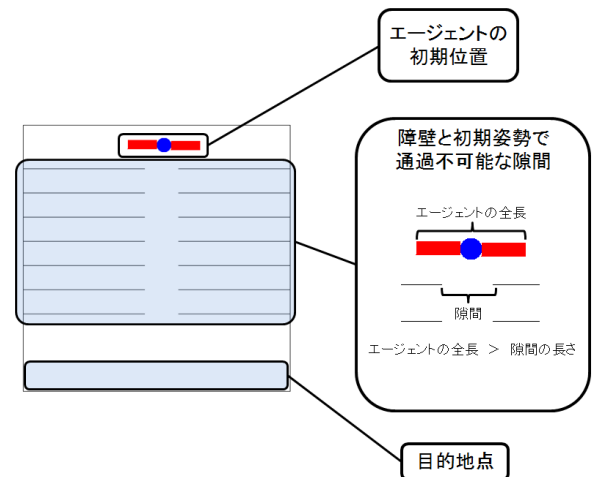 エージェントの
初期位置
障壁と初期姿勢で
通過不可能な隙間
エージェントの全長
隙間
エージェントの全長 > 隙間の長さ
目的地点